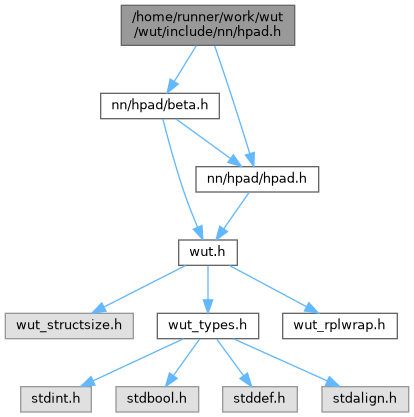 /home/runner/work/wut
/wut/include/nn/hpad.h
nn/hpad/beta.h
nn/hpad/hpad.h
wut.h
wut_structsize.h
wut_types.h
wut_rplwrap.h
stdint.h
stdbool.h
stddef.h
stdalign.h